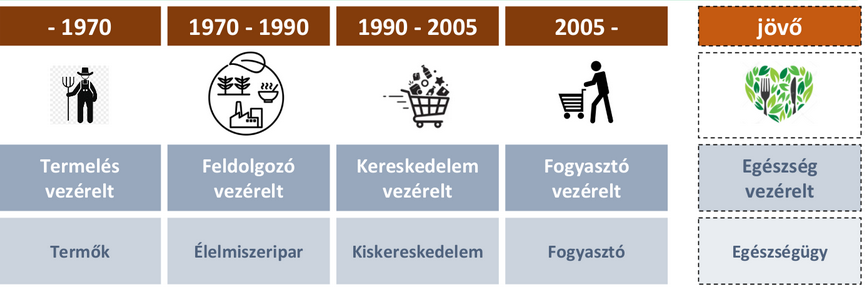 - 1970
1970 - 1990
1990 - 2005
2005 -
jövő
Termelés
vezérelt
Feldolgozó
vezérelt
Kereskedelem
vezérelt
Fogyasztó
vezérelt
Egészség
vezérelt
Termők
Élelmiszeripar
Kiskereskedelem
Fogyasztó
Egészségügy